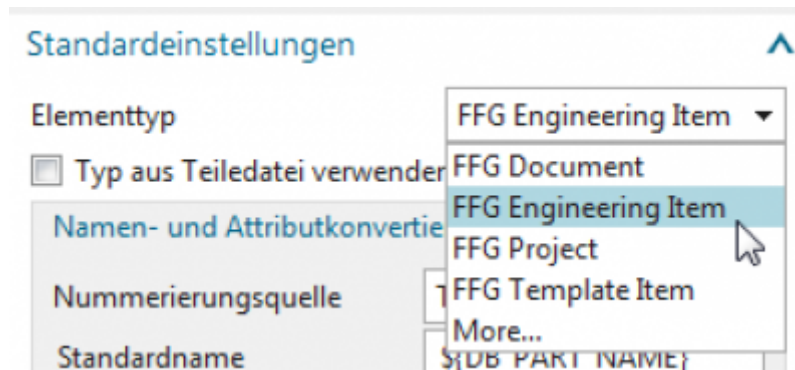 Standardeinstellungen
Elementtyp FFG Engineering Item
Typ aus Teiledatei verwenden FFG Document
FFG Engineering Item
Namen- und Attributkonvertie
FFG Project
Nummerierungsquelle T FFG Template Item
More...
Standardname ${DB_PART_NAME}